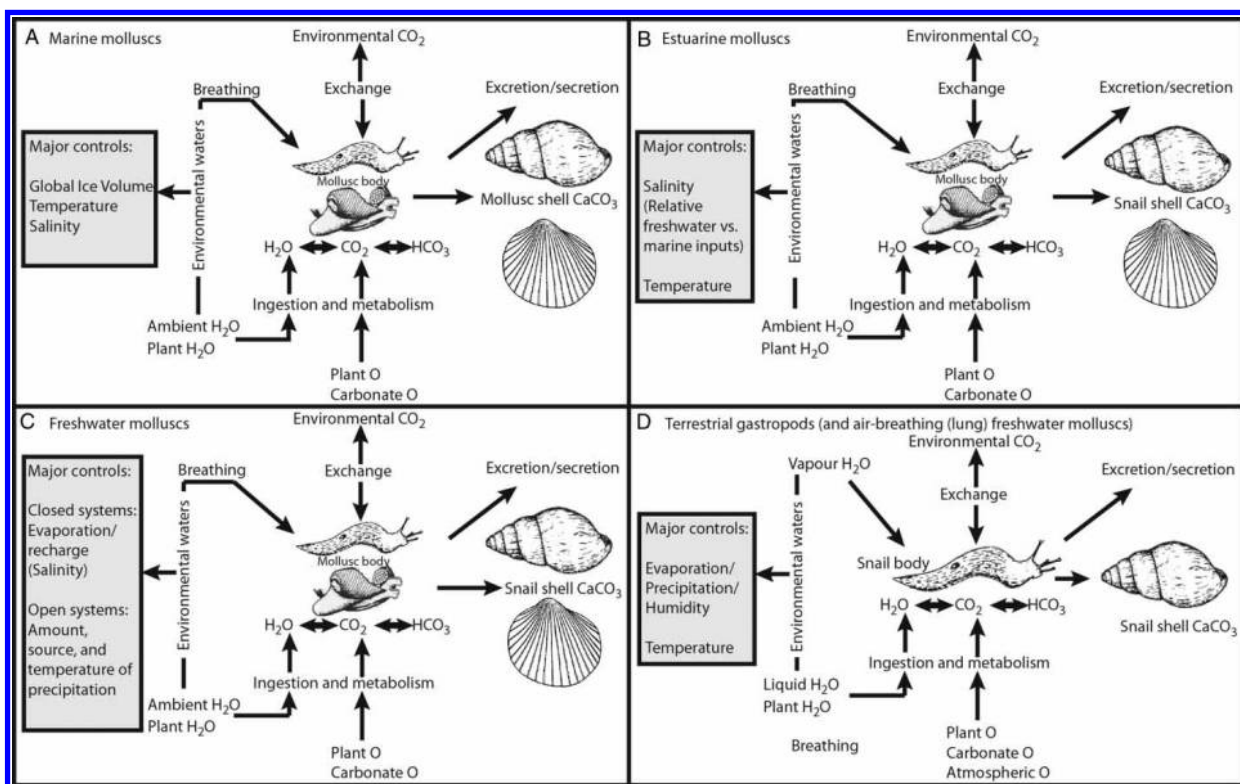 A Marine molluscs
Environmental CO₂
Breathing
Exchange
Excretion/secretion
Major controls:
Global Ice Volume
Temperature
Salinity
Environmental waters
Mollusc body
Mollusc shell CaCO₃
H₂O CO₂ HCO₃
Ingestion and metabolism
Ambient H₂O
Plant H₂O
Plant O
Carbonate O
B Estuarine molluscs
Environmental CO₂
Breathing
Exchange
Excretion/secretion
Major controls:
Salinity
(Relative
freshwater vs.
marine inputs)
Temperature
Environmental waters
Mollusc body
Snail shell CaCO₃
H₂O CO₂ HCO₃
Ingestion and metabolism
Ambient H₂O
Plant H₂O
Plant O
Carbonate O
C Freshwater molluscs
Environmental CO₂
Breathing
Exchange
Excretion/secretion
Major controls:
Closed systems:
Evaporation/
recharge
(Salinity)
Open systems:
Amount,
source, and
temperature of
precipitation
Environmental waters
Mollusc body
Snail shell CaCO₃
H₂O CO₂ HCO₃
Ingestion and metabolism
Ambient H₂O
Plant H₂O
Plant O
Carbonate O
D Terrestrial gastropods (and air-breathing (lung) freshwater molluscs)
Environmental CO₂
Vapour H₂O
Exchange
Excretion/secretion
Major controls:
Evaporation/
Precipitation/
Humidity
Temperature
Environmental waters
Snail body
Snail shell CaCO₃
H₂O CO₂ HCO₃
Ingestion and metabolism
Liquid H₂O
Plant H₂O
Breathing
Plant O
Carbonate O
Atmospheric O